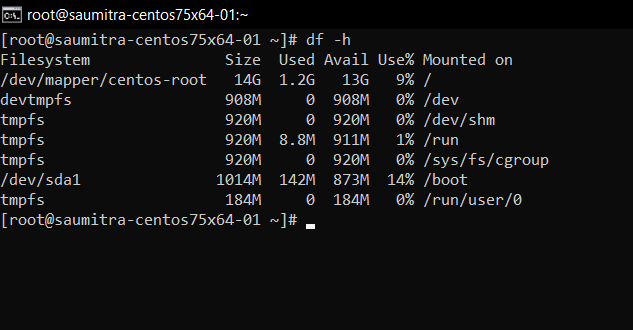 C:\. root@saumitra-centos75x64-01:~
[root@saumitra-centos75x64-01 ~]# df -h
Filesystem               Size  Used Avail Use% Mounted on
/dev/mapper/centos-root   14G  1.2G   13G   9% /
devtmpfs                 908M     0  908M   0% /dev
tmpfs                    920M     0  920M   0% /dev/shm
tmpfs                    920M  8.8M  911M   1% /run
tmpfs                    920M     0  920M   0% /sys/fs/cgroup
/dev/sda1               1014M  142M  873M  14% /boot
tmpfs                    184M     0  184M   0% /run/user/0
[root@saumitra-centos75x64-01 ~]#